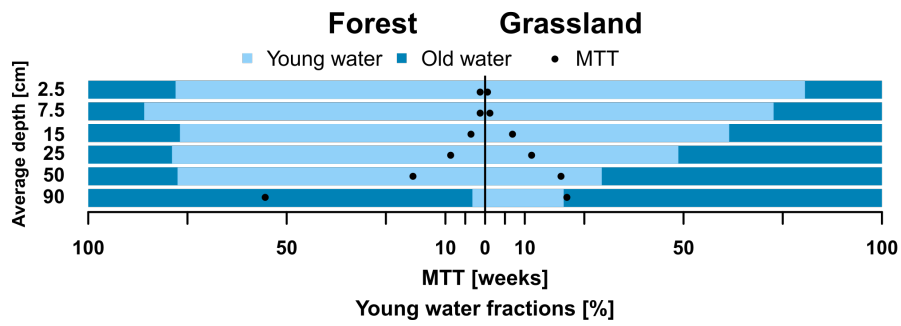 Forest Grassland
Young water Old water MTT
Average depth [cm]
2.5
7.5
15
25
50
90
100 50 10 0 10 50 100
MTT [weeks]
Young water fractions [%]